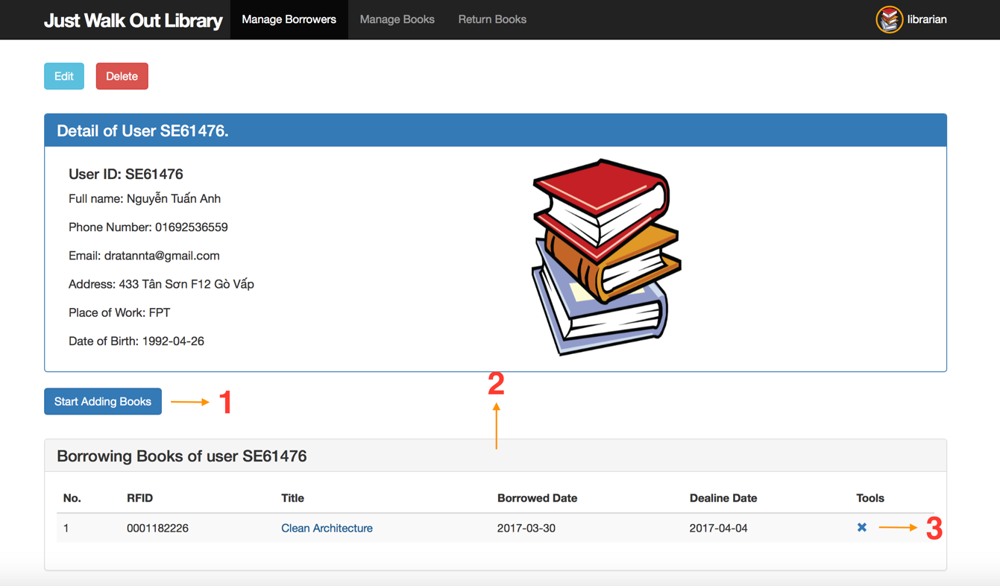 Just Walk Out Library Manage Borrowers Manage Books Return Books librarian
Edit Delete
Detail of User SE61476.
User ID: SE61476
Full name: Nguyễn Tuấn Anh
Phone Number: 01692536559
Email: dratannta@gmail.com
Address: 433 Tân Sơn F12 Gò Vấp
Place of Work: FPT
Date of Birth: 1992-04-26
2
Start Adding Books 1
Borrowing Books of user SE61476
No. RFID Title Borrowed Date Dealine Date Tools
1 0001182226 Clean Architecture 2017-03-30 2017-04-04 3